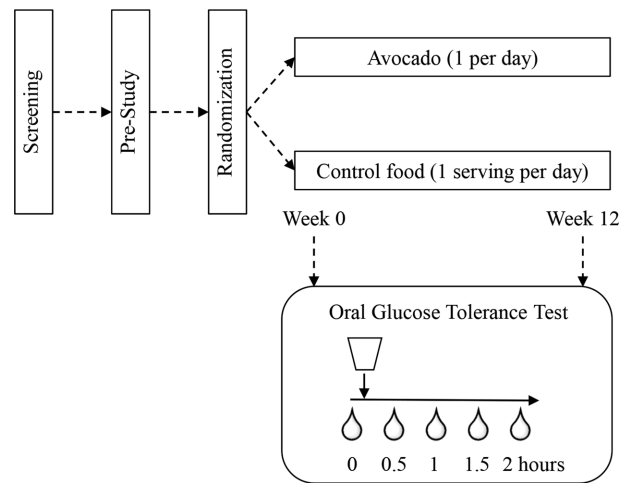 Screening
Pre-Study
Randomization
Avocado (1 per day)
Control food (1 serving per day)
Week 0
Week 12
Oral Glucose Tolerance Test
0 0.5 1 1.5 2 hours